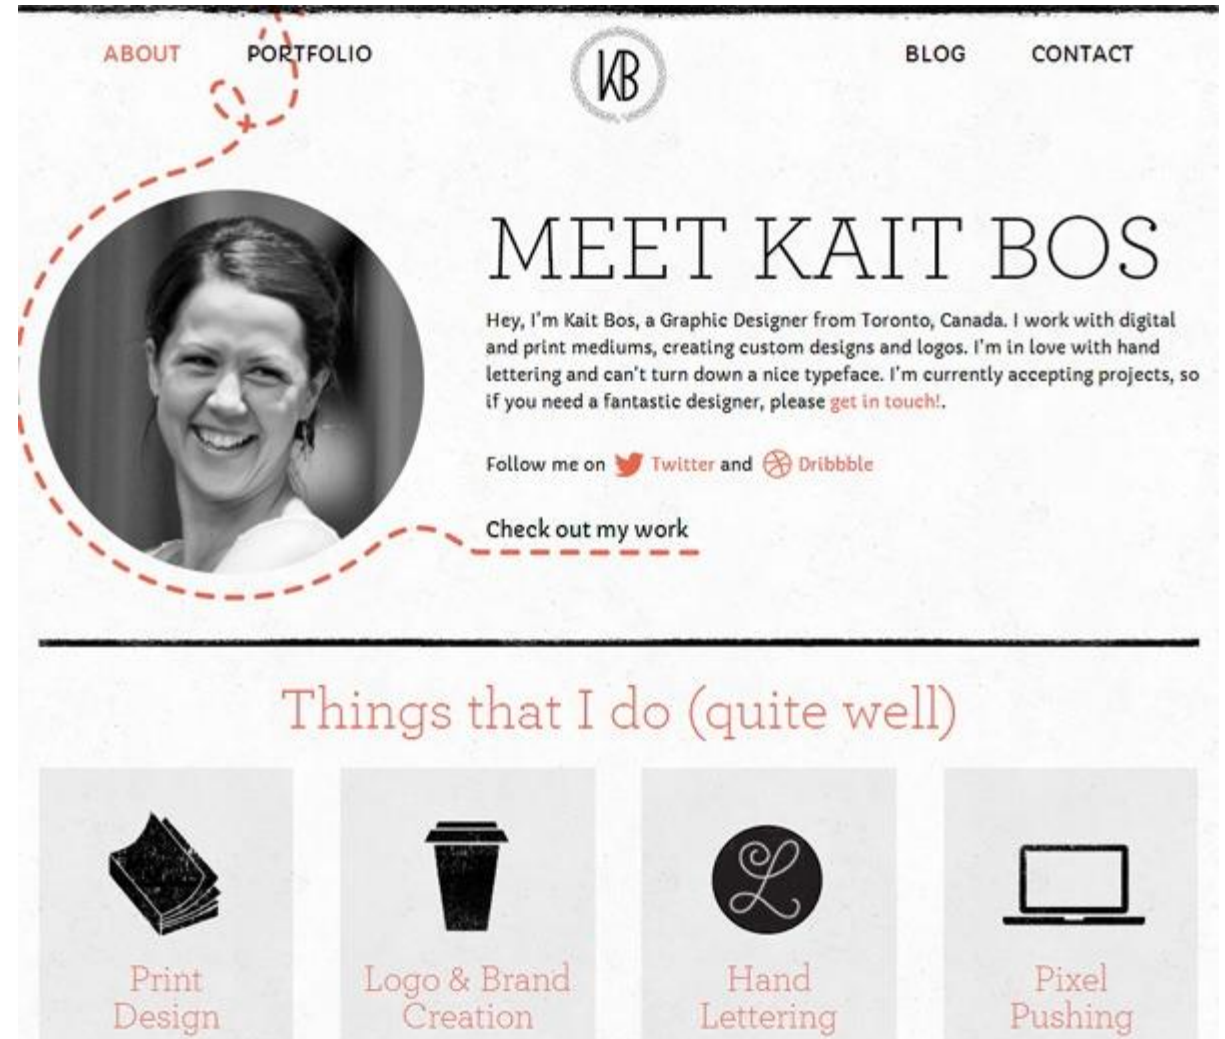 ABOUT
PORTFOLIO
KB
BLOG
CONTACT
MEET KAIT BOS
Hey, I'm Kait Bos, a Graphic Designer from Toronto, Canada. I work with digital
and print mediums, creating custom designs and logos. I'm in love with hand
lettering and can't turn down a nice typeface. I'm currently accepting projects, so
if you need a fantastic designer, please get in touch!.
Follow me on Twitter and Dribbble
Check out my work
Things that I do (quite well)
Print
Design
Logo & Brand
Creation
L
Hand
Lettering
Pixel
Pushing